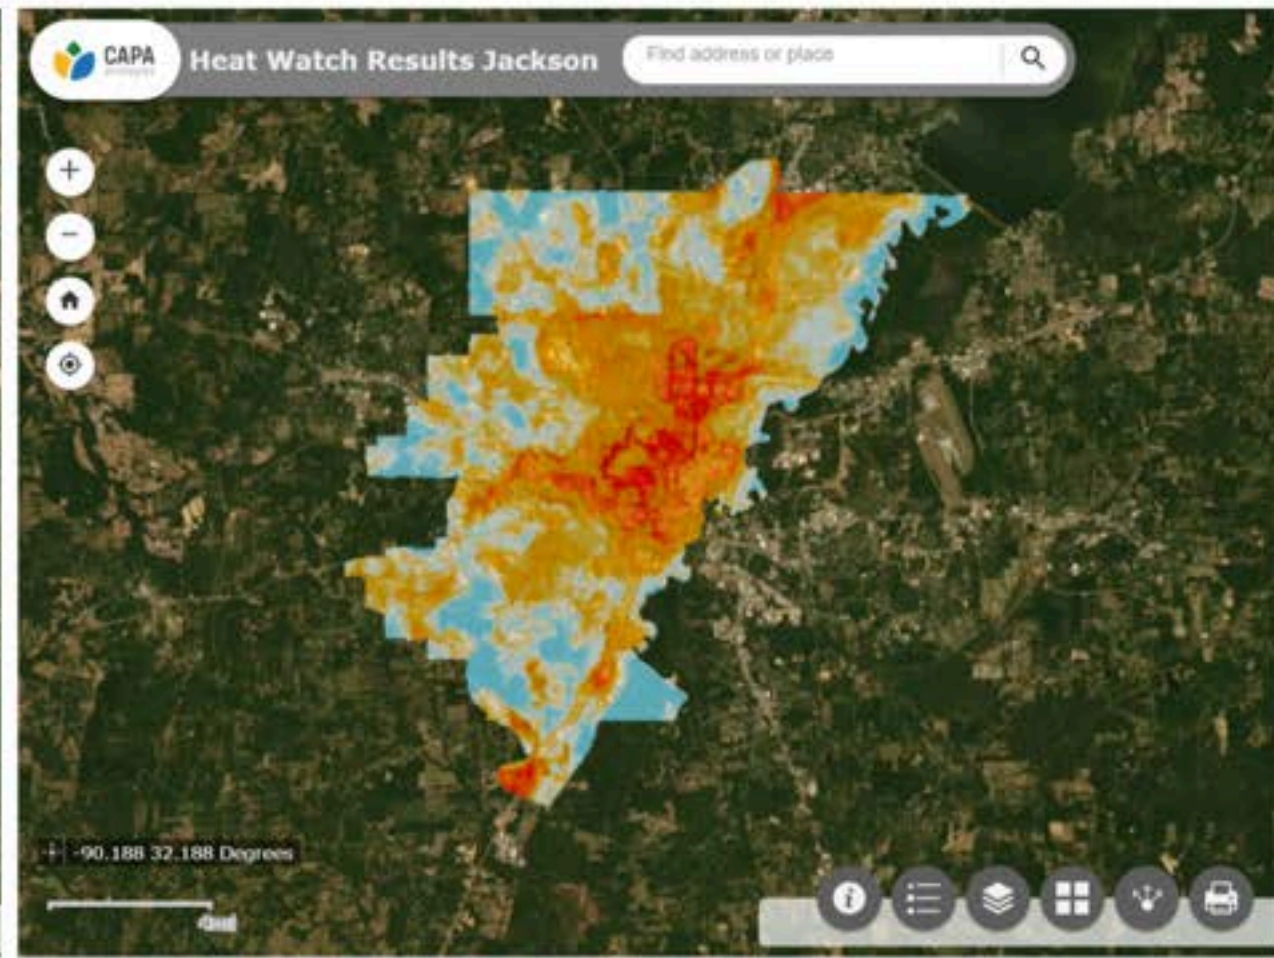 CAPA
Heat Watch Results Jackson
Find address or place
-90.188 32.188 Degrees